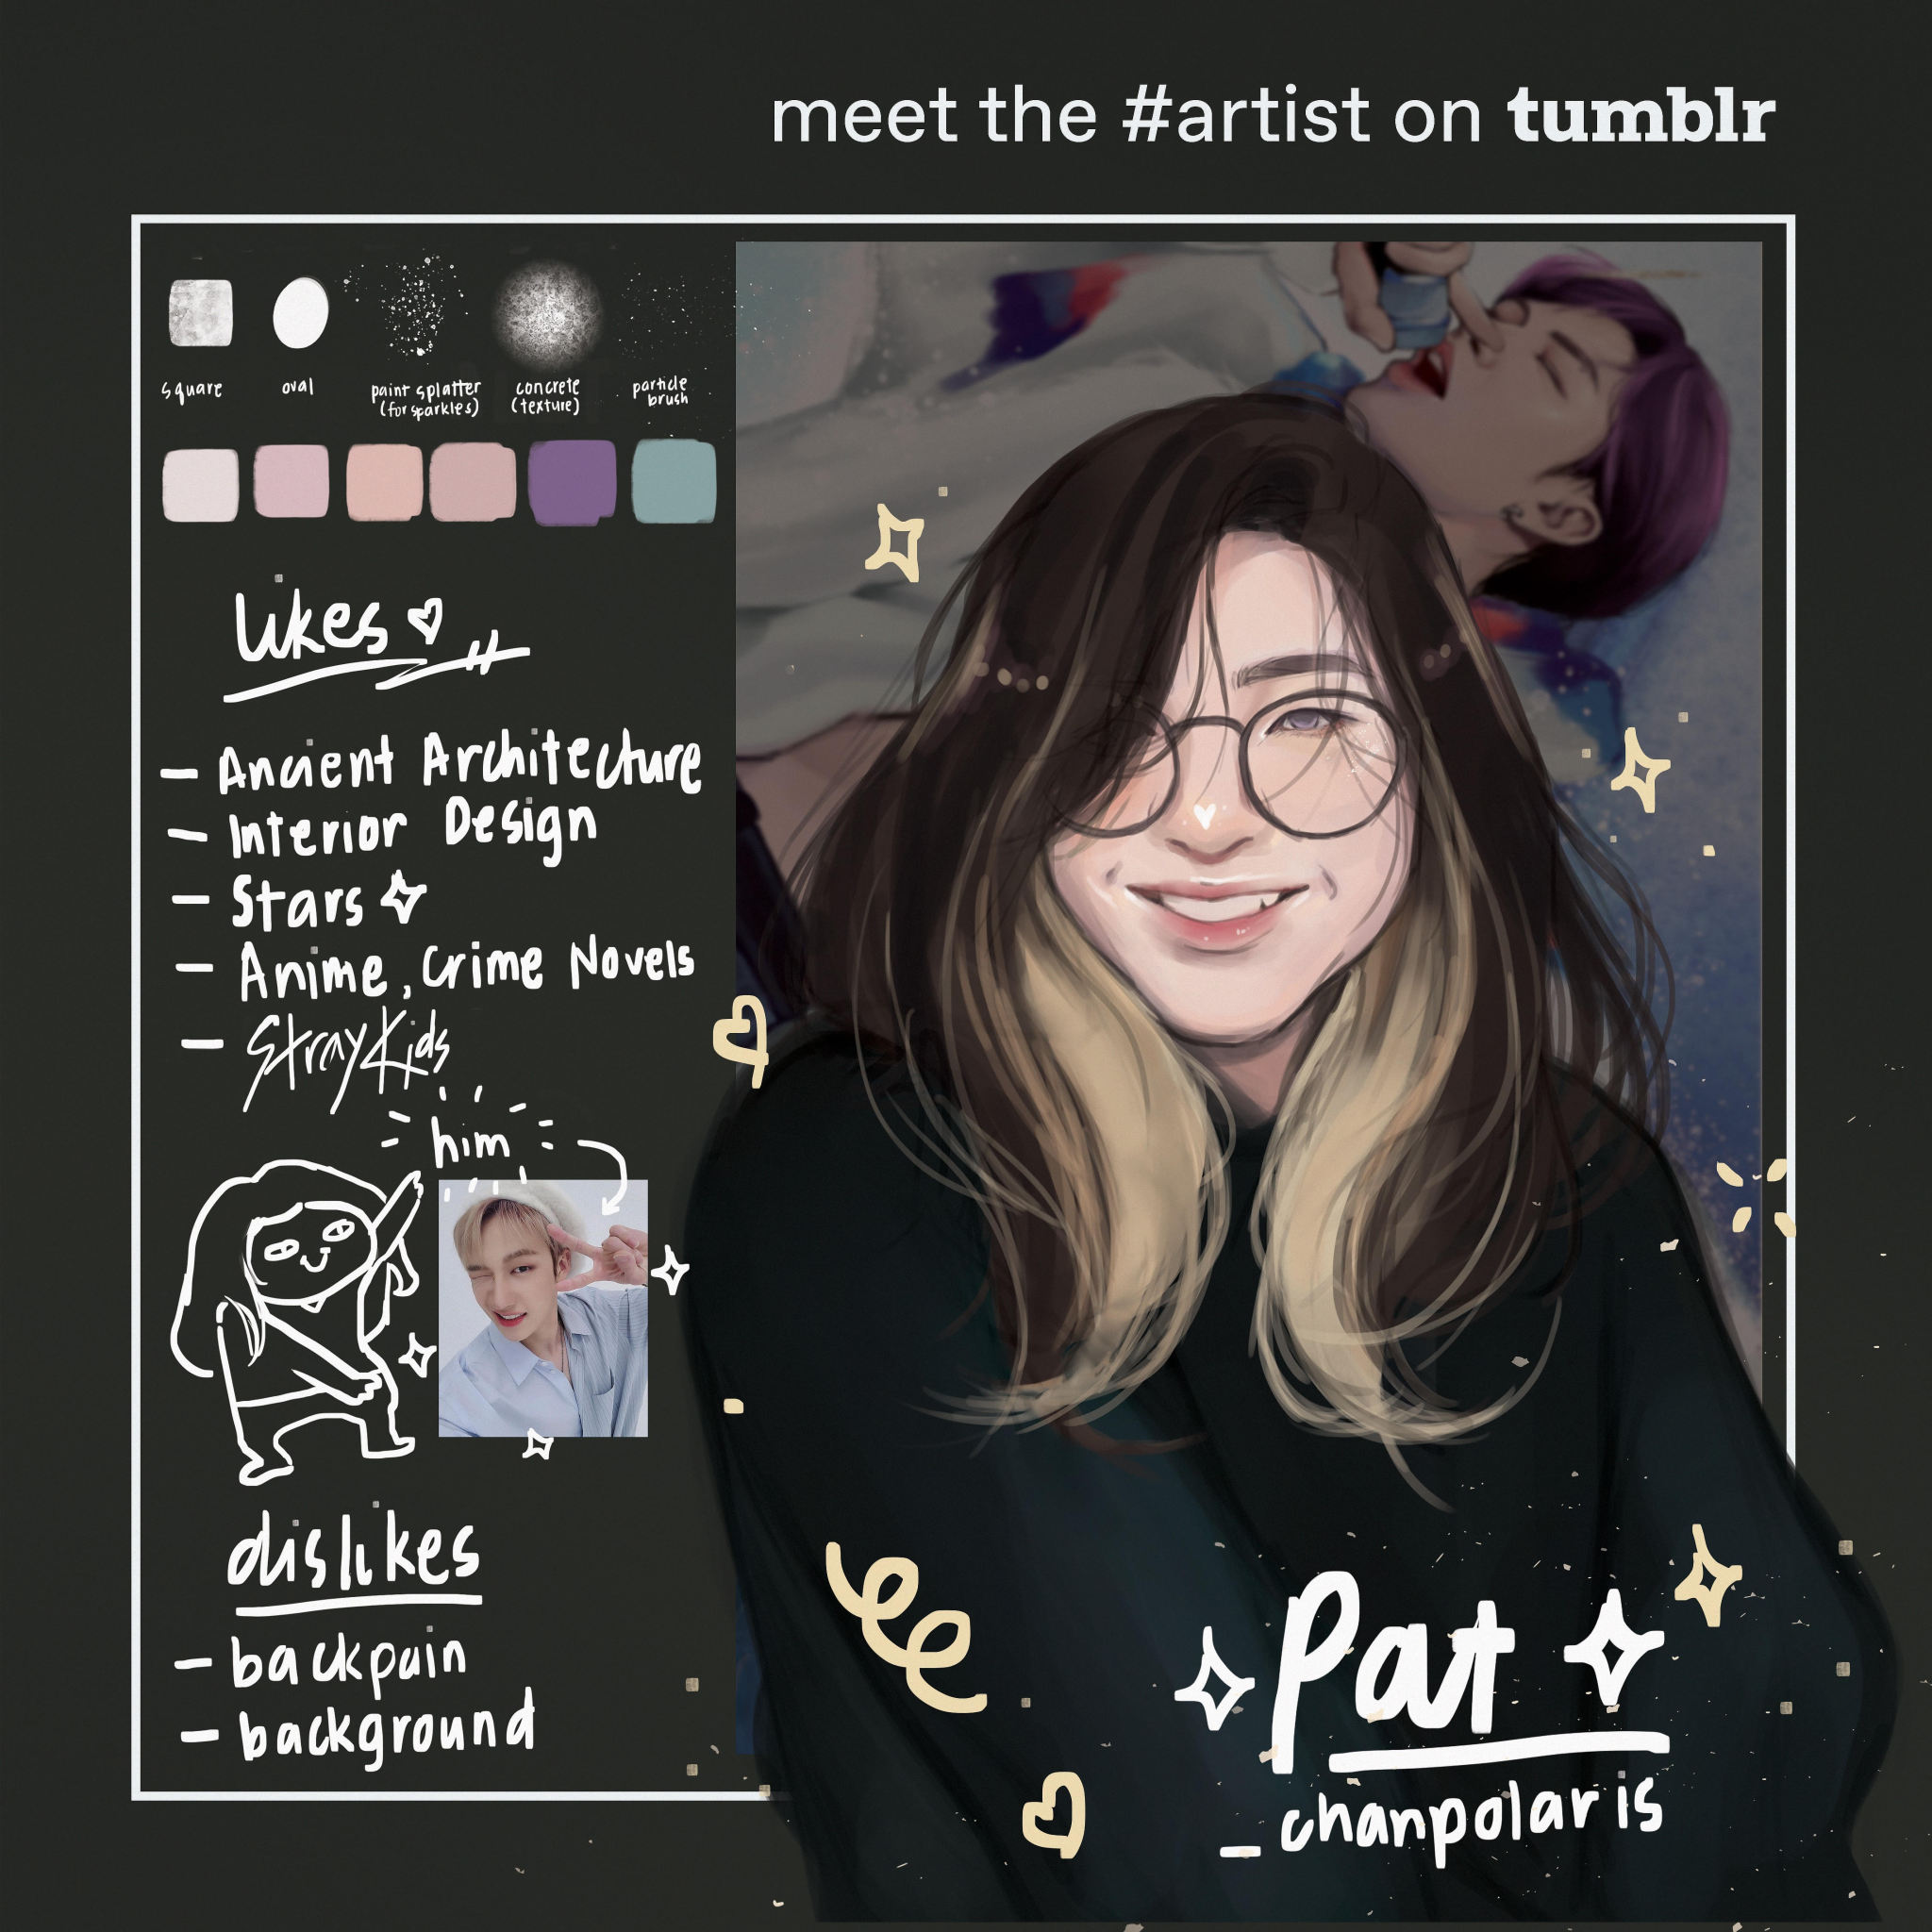 meet the #artist on tumblr
square
oval
paint splatter
(for sparkles)
concrete
(texture)
particle
brush
likes
- Ancient Architecture
- Interior Design
- Stars
- Anime, Crime Novels
- StrayKids
him
dislikes
- backpain
- background
Pat
_chanpolaris